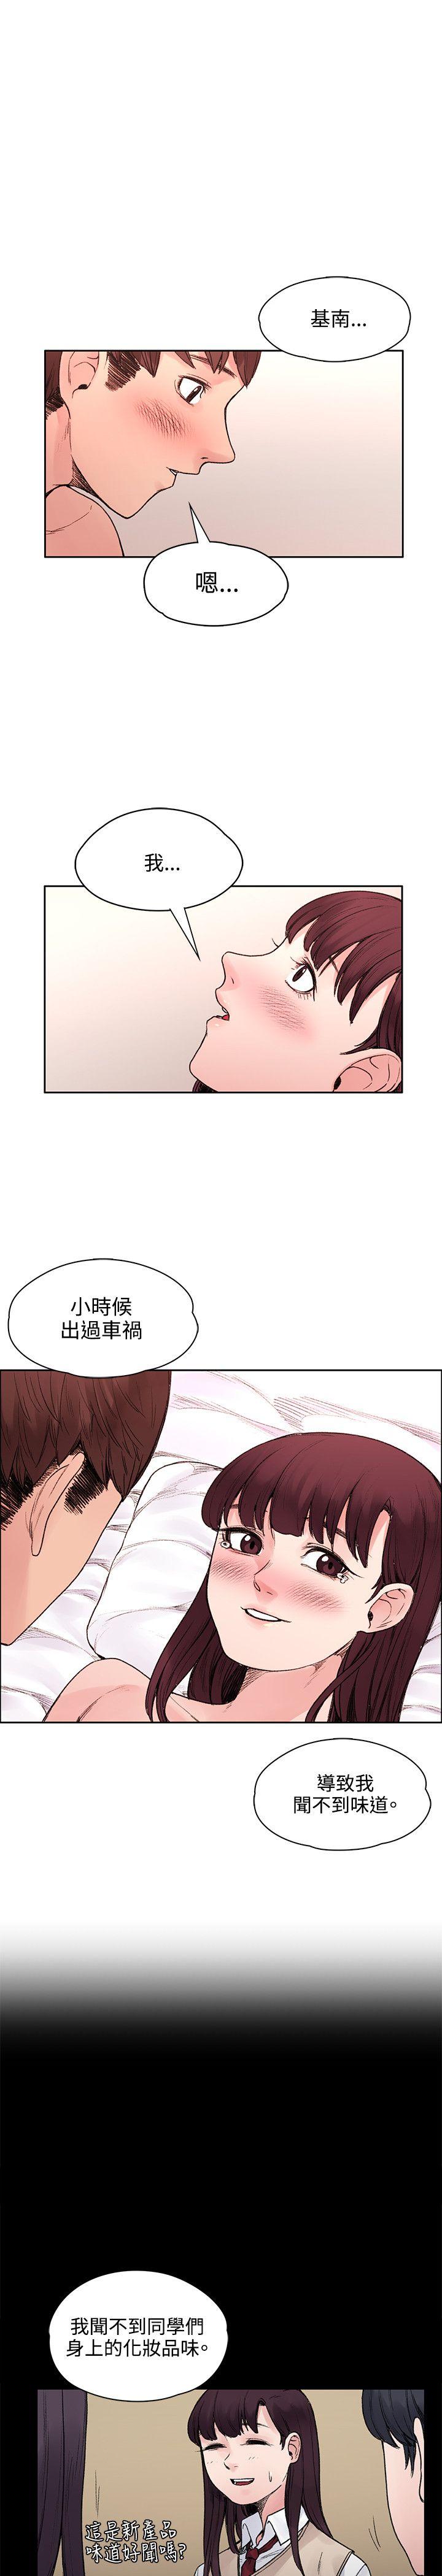 基南...
嗯...
我...
小時候
出過車禍
導致我
聞不到味道。
我聞不到同學們
身上的化妝品味。
這是新產品
味道好聞嗎?